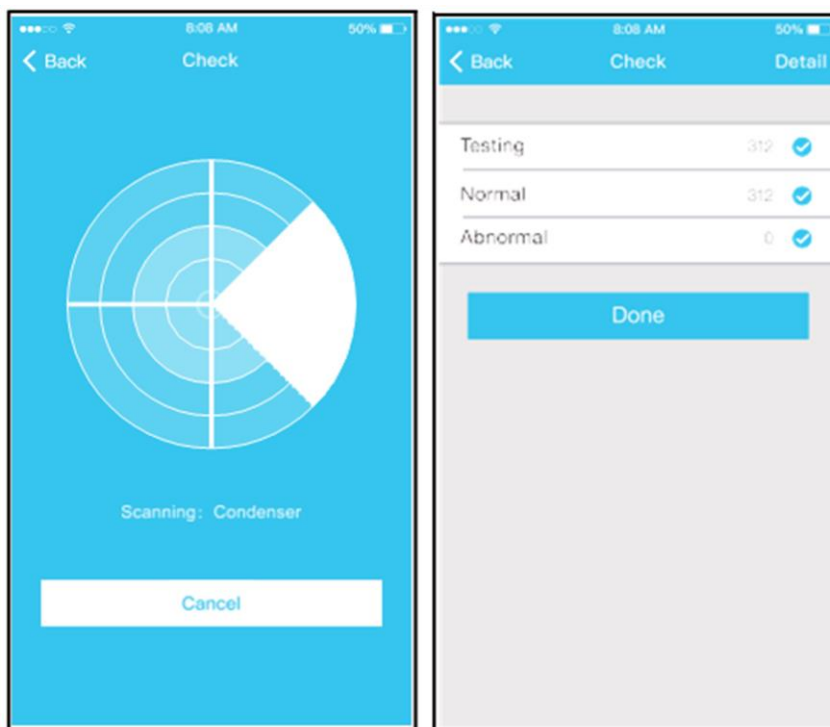 8:08 AM 50%
Back Check
Scanning: Condenser
Cancel
8:08 AM 50%
Back Check Detail
Testing 312
Normal 312
Abnormal 0
Done